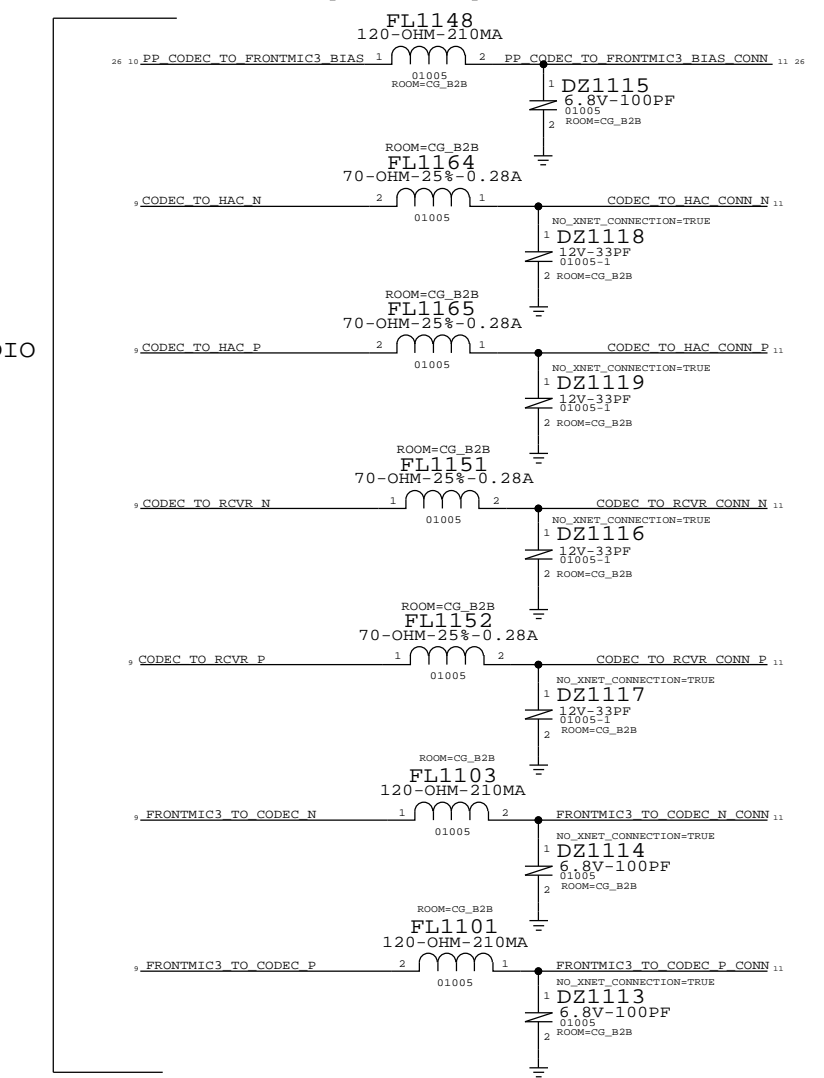 FL1148
120-OHM-210MA
26 10 PP_CODEC_TO_FRONTMIC3_BIAS 1 2 PP_CODEC_TO_FRONTMIC3_BIAS_CONN 11 26
01005
ROOM=CG_B2B
1 DZ1115
6.8V-100PF
01005
2 ROOM=CG_B2B
ROOM=CG_B2B
FL1164
70-OHM-25%-0.28A
9 CODEC_TO_HAC_N 2 1 CODEC_TO_HAC_CONN_N 11
01005
NO_XNET_CONNECTION=TRUE
1 DZ1118
12V-33PF
01005-1
2 ROOM=CG_B2B
ROOM=CG_B2B
FL1165
70-OHM-25%-0.28A
DIO
9 CODEC_TO_HAC_P 2 1 CODEC_TO_HAC_CONN_P 11
01005
NO_XNET_CONNECTION=TRUE
1 DZ1119
12V-33PF
01005-1
2 ROOM=CG_B2B
ROOM=CG_B2B
FL1151
70-OHM-25%-0.28A
9 CODEC_TO_RCVR_N 1 2 CODEC_TO_RCVR_CONN_N 11
01005
NO_XNET_CONNECTION=TRUE
1 DZ1116
12V-33PF
01005-1
2 ROOM=CG_B2B
ROOM=CG_B2B
FL1152
70-OHM-25%-0.28A
9 CODEC_TO_RCVR_P 1 2 CODEC_TO_RCVR_CONN_P 11
01005
NO_XNET_CONNECTION=TRUE
1 DZ1117
12V-33PF
01005-1
2 ROOM=CG_B2B
ROOM=CG_B2B
FL1103
120-OHM-210MA
9 FRONTMIC3_TO_CODEC_N 1 2 FRONTMIC3_TO_CODEC_N_CONN 11
01005
NO_XNET_CONNECTION=TRUE
1 DZ1114
6.8V-100PF
01005
2 ROOM=CG_B2B
ROOM=CG_B2B
FL1101
120-OHM-210MA
9 FRONTMIC3_TO_CODEC_P 2 1 FRONTMIC3_TO_CODEC_P_CONN 11
01005
NO_XNET_CONNECTION=TRUE
1 DZ1113
6.8V-100PF
01005
2 ROOM=CG_B2B